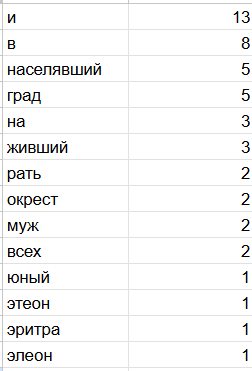 и 13
в 8
населявший 5
град 5
на 3
живший 3
рать 2
окрест 2
муж 2
всех 2
юный 1
этеон 1
эритра 1
элеон 1